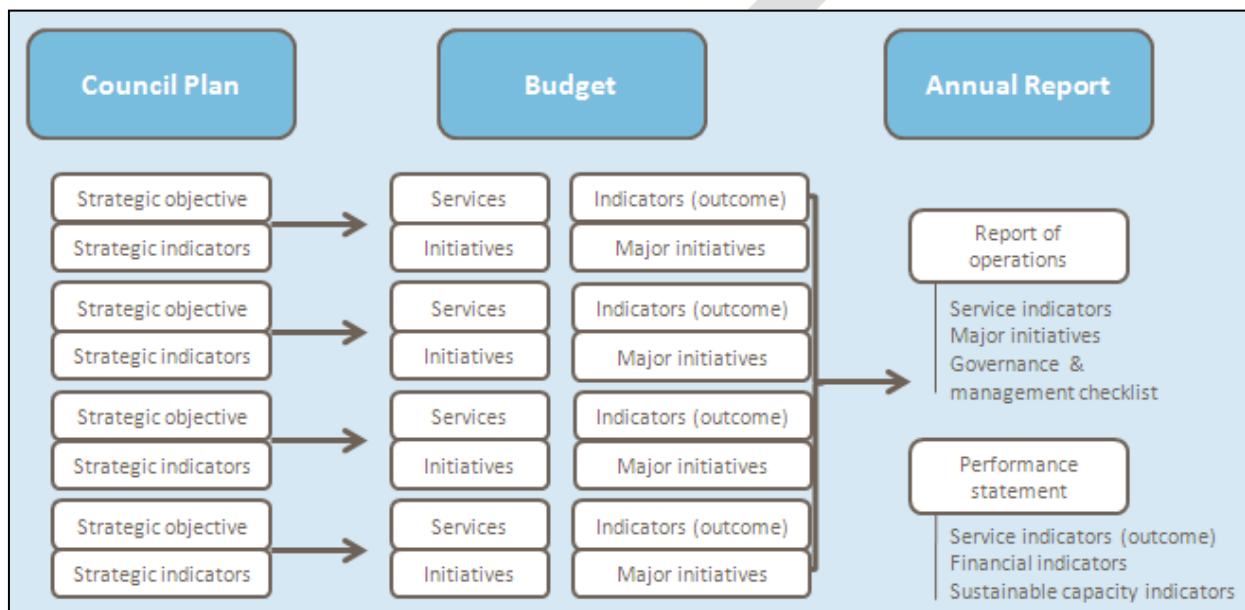 Council Plan
Budget
Annual Report
Strategic objective
Strategic indicators
Services
Initiatives
Indicators (outcome)
Major initiatives
Strategic objective
Strategic indicators
Services
Initiatives
Indicators (outcome)
Major initiatives
Strategic objective
Strategic indicators
Services
Initiatives
Indicators (outcome)
Major initiatives
Strategic objective
Strategic indicators
Services
Initiatives
Indicators (outcome)
Major initiatives
Report of
operations
Service indicators
Major initiatives
Governance &
management checklist
Performance
statement
Service indicators (outcome)
Financial indicators
Sustainable capacity indicators